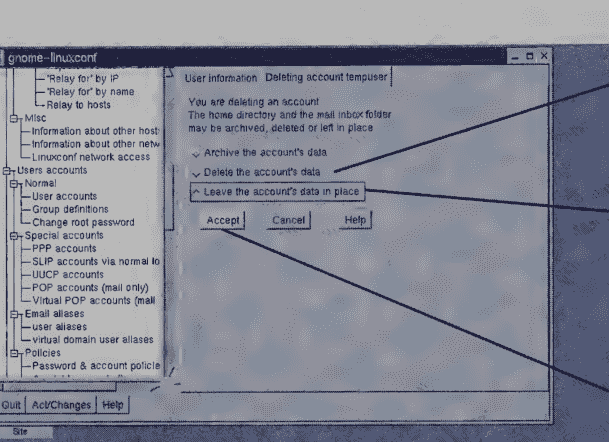 gnome-linuxconf
'Relay for' by IP
'Relay for' by name
Relay to hosts
Misc
Information about other host
Information about other netw
Linuxconf network access
Users accounts
Normal
User accounts
Group definitions
Change root password
Special accounts
PPP accounts
SLIP accounts via normal lo
UUCP accounts
POP accounts (mail only)
Virtual POP accounts (mail
Email aliases
user aliases
virtual domain user aliases
Policies
Password & account policie
Quit Act/Changes Help
User information Deleting account tempuser
You are deleting an account
The home directory and the mail inbox folder
may be archived, deleted or left in place
Archive the account's data
Delete the account's data
Leave the account's data in place
Accept Cancel Help
Site